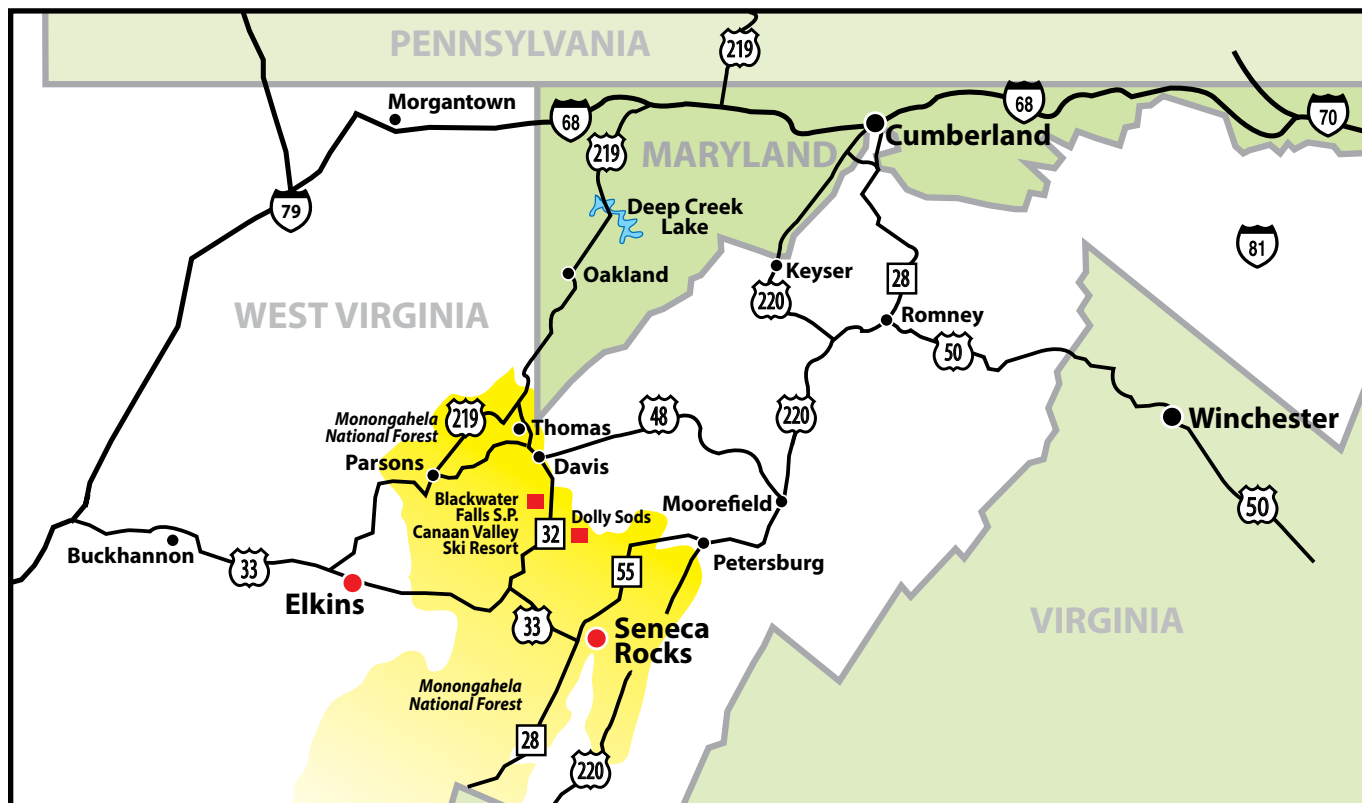 PENNSYLVANIA
219
Morgantown
68
68
70
Cumberland
219
MARYLAND
79
Deep Creek
Lake
81
Oakland
Keyser
28
220
WEST VIRGINIA
Romney
50
Monongahela
National Forest
219
48
220
Winchester
Thomas
Parsons
Davis
Blackwater
Falls S.P.
Canaan Valley
Ski Resort
Moorefield
50
Dolly Sods
32
Buckhannon
33
Petersburg
55
Elkins
33
Seneca
Rocks
VIRGINIA
Monongahela
National Forest
28
220